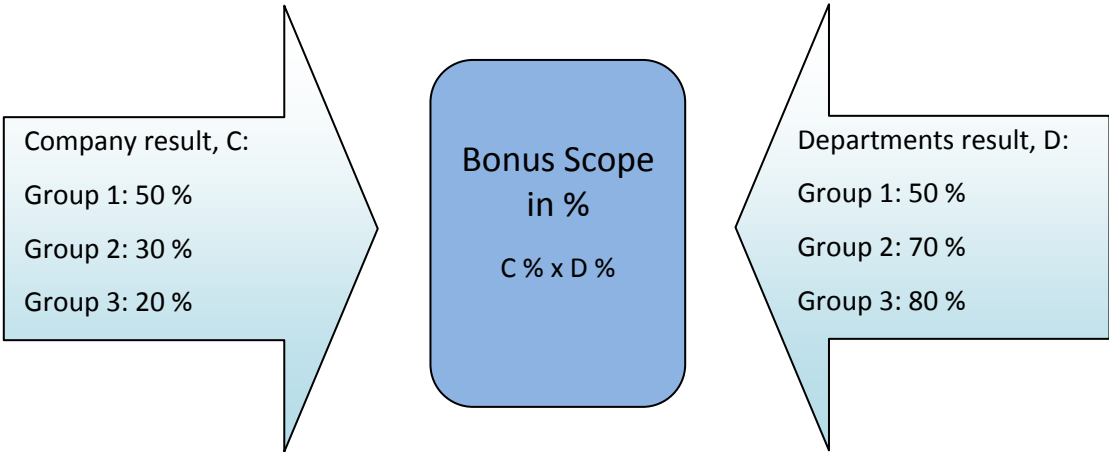 Company result, C:
Group 1: 50 %
Group 2: 30 %
Group 3: 20 %
Bonus Scope
in %
C % x D %
Departments result, D:
Group 1: 50 %
Group 2: 70 %
Group 3: 80 %